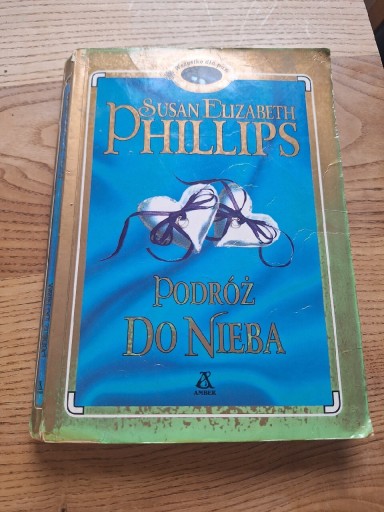 SUSAN ELIZABETH
PHILLIPS
PODRÓŻ
DO NIEBA
AMBER